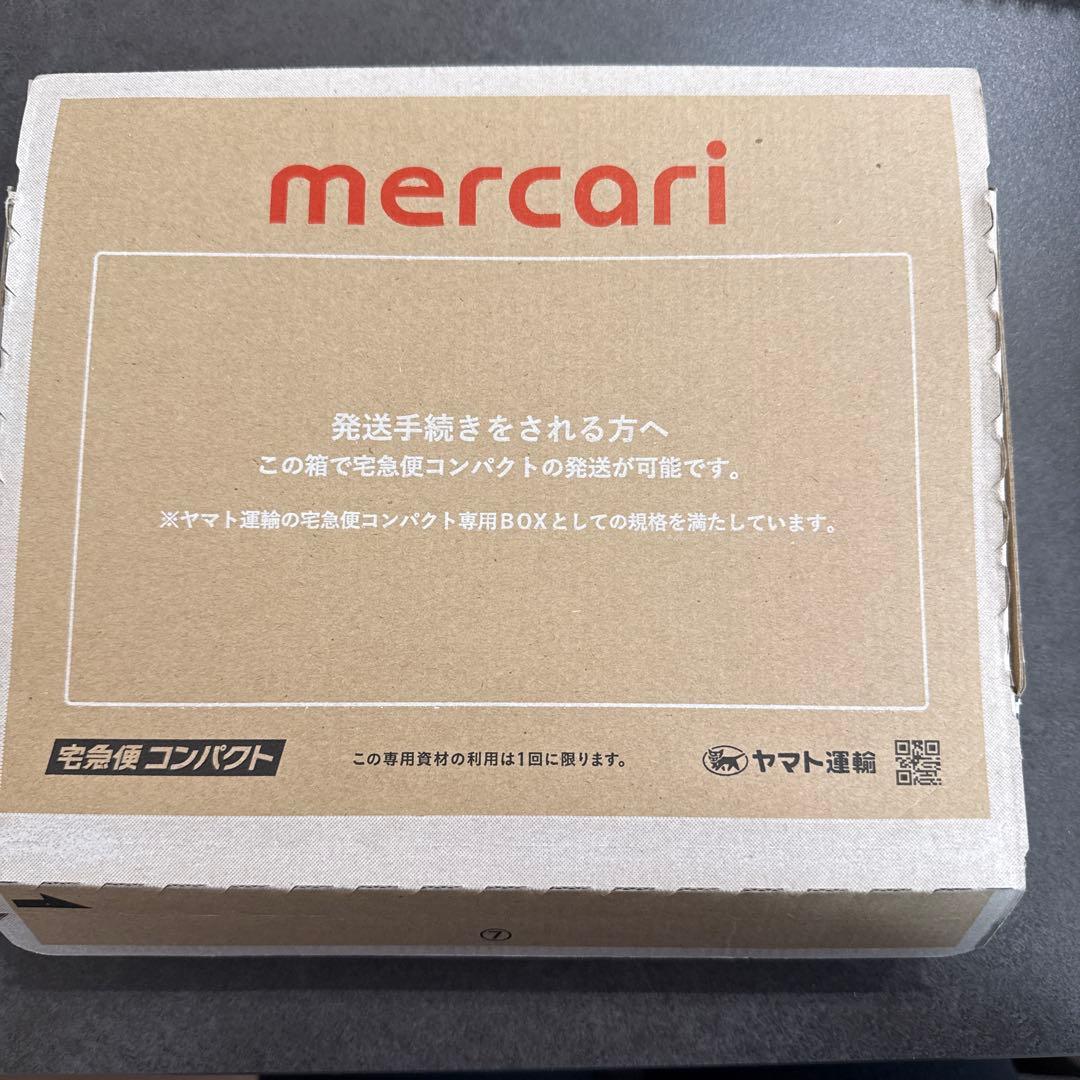 mercari
発送手続きをされる方へ
この箱で宅急便コンパクトの発送が可能です。
※ヤマト運輸の宅急便コンパクト専用BOXとしての規格を満たしています。
宅急便コンパクト
この専用資材の利用は1回に限ります。
ヤマト運輸
⑦